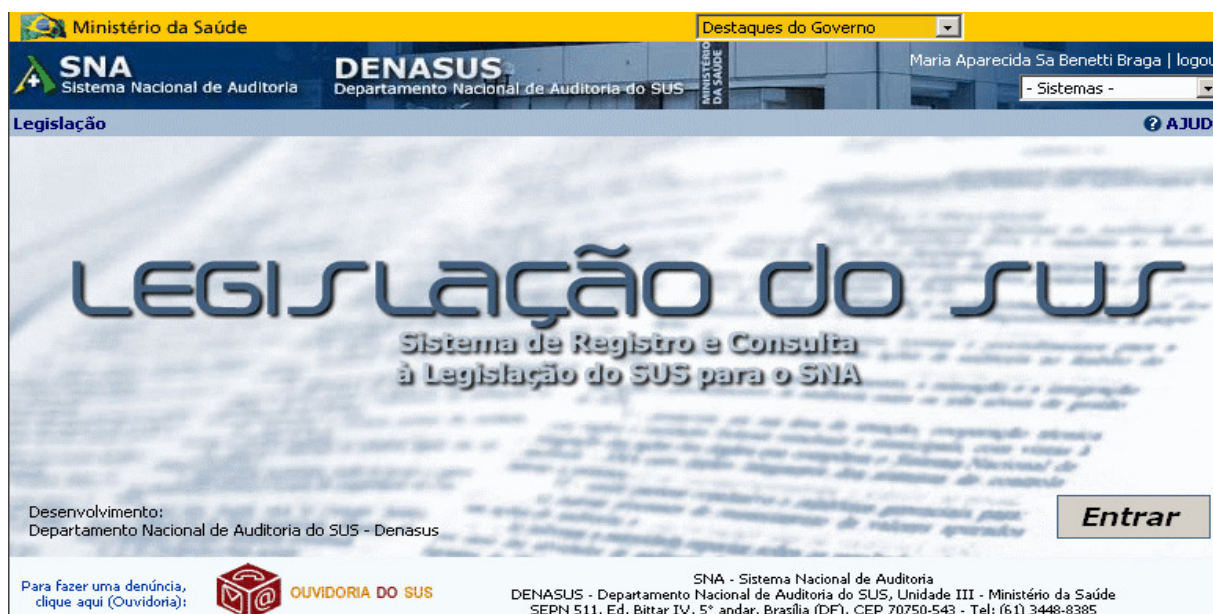 Ministério da Saúde
Destaques do Governo
SNA
Sistema Nacional de Auditoria
DENASUS
Departamento Nacional de Auditoria do SUS
MINISTÉRIO
DA SAÚDE
Maria Aparecida Sa Benetti Braga | logou
- Sistemas -
Legislação
? AJUD
LEGISLAÇÃO DO SUS
Sistema de Registro e Consulta
à Legislação do SUS para o SNA
Desenvolvimento:
Departamento Nacional de Auditoria do SUS - Denasus
Entrar
Para fazer uma denúncia,
clique aqui (Ouvidoria):
OUVIDORIA DO SUS
SNA - Sistema Nacional de Auditoria
DENASUS - Departamento Nacional de Auditoria do SUS, Unidade III - Ministério da Saúde
SEPN 511, Ed. Bittar IV, 5° andar, Brasília (DF), CEP 70750-543 - Tel: (61) 3448-8385